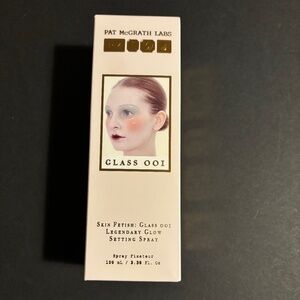 PAT McGRATH LABS
GLASS 001
SKIN FETISH: GLASS 001
LEGENDARY GLOW
SETTING SPRAY
Spray Fixateur
100 mL / 3.38 Fl. Oz